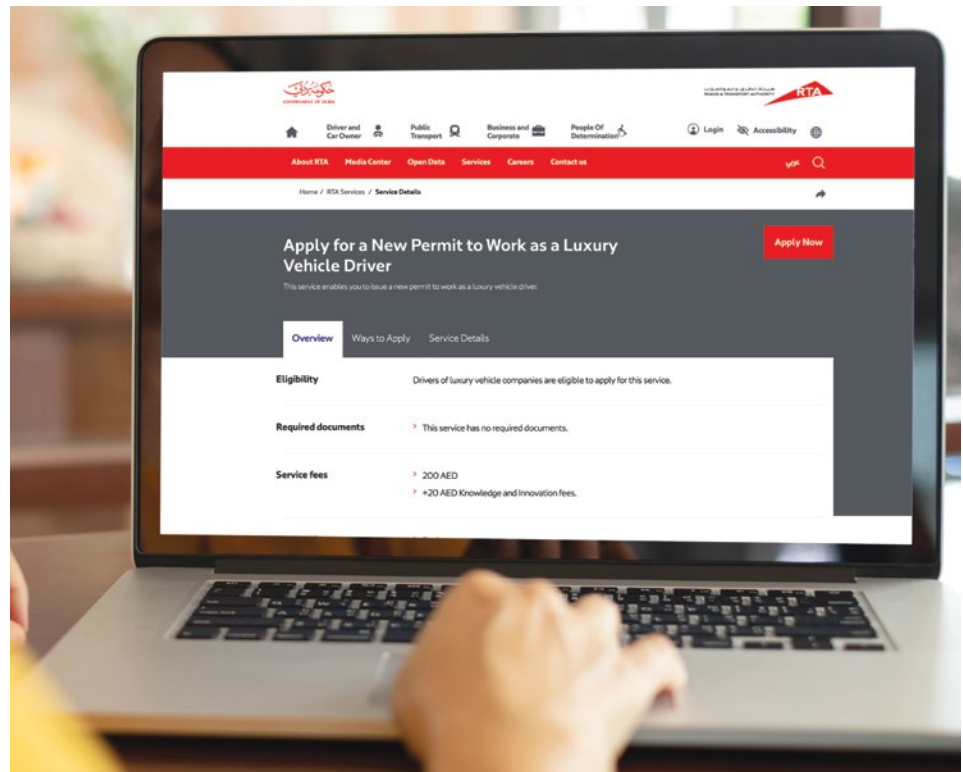 حكومة دبي
GOVERNMENT OF DUBAI
ROADS & TRANSPORT AUTHORITY
RTA
Driver and
Car Owner
Public
Transport
Business and
Corporate
People Of
Determination
Login
Accessibility
About RTA Media Center Open Data Services Careers Contact us
Home / RTA Services / Service Details
Apply for a New Permit to Work as a Luxury
Vehicle Driver
Apply Now
This service enables you to issue a new permit to work as a luxury vehicle driver.
Overview Ways to Apply Service Details
Eligibility Drivers of luxury vehicle companies are eligible to apply for this service.
Required documents This service has no required documents.
Service fees 200 AED
+20 AED Knowledge and Innovation fees.